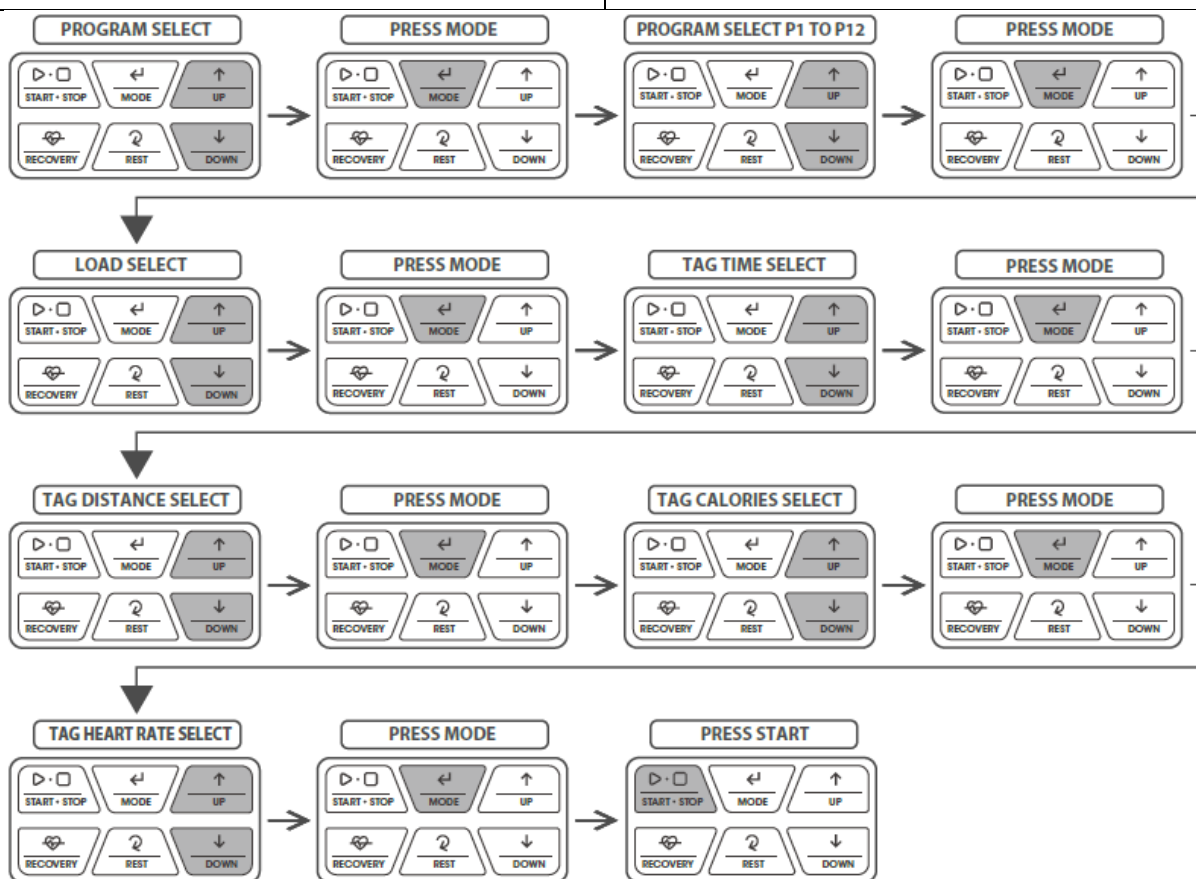 PROGRAM SELECT PRESS MODE PROGRAM SELECT P1 TO P12 PRESS MODE
START • STOP MODE UP START • STOP MODE UP START • STOP MODE UP START • STOP MODE UP
RECOVERY REST DOWN RECOVERY REST DOWN RECOVERY REST DOWN RECOVERY REST DOWN
LOAD SELECT PRESS MODE TAG TIME SELECT PRESS MODE
START • STOP MODE UP START • STOP MODE UP START • STOP MODE UP START • STOP MODE UP
RECOVERY REST DOWN RECOVERY REST DOWN RECOVERY REST DOWN RECOVERY REST DOWN
TAG DISTANCE SELECT PRESS MODE TAG CALORIES SELECT PRESS MODE
START • STOP MODE UP START • STOP MODE UP START • STOP MODE UP START • STOP MODE UP
RECOVERY REST DOWN RECOVERY REST DOWN RECOVERY REST DOWN RECOVERY REST DOWN
TAG HEART RATE SELECT PRESS MODE PRESS START
START • STOP MODE UP START • STOP MODE UP START • STOP MODE UP
RECOVERY REST DOWN RECOVERY REST DOWN RECOVERY REST DOWN